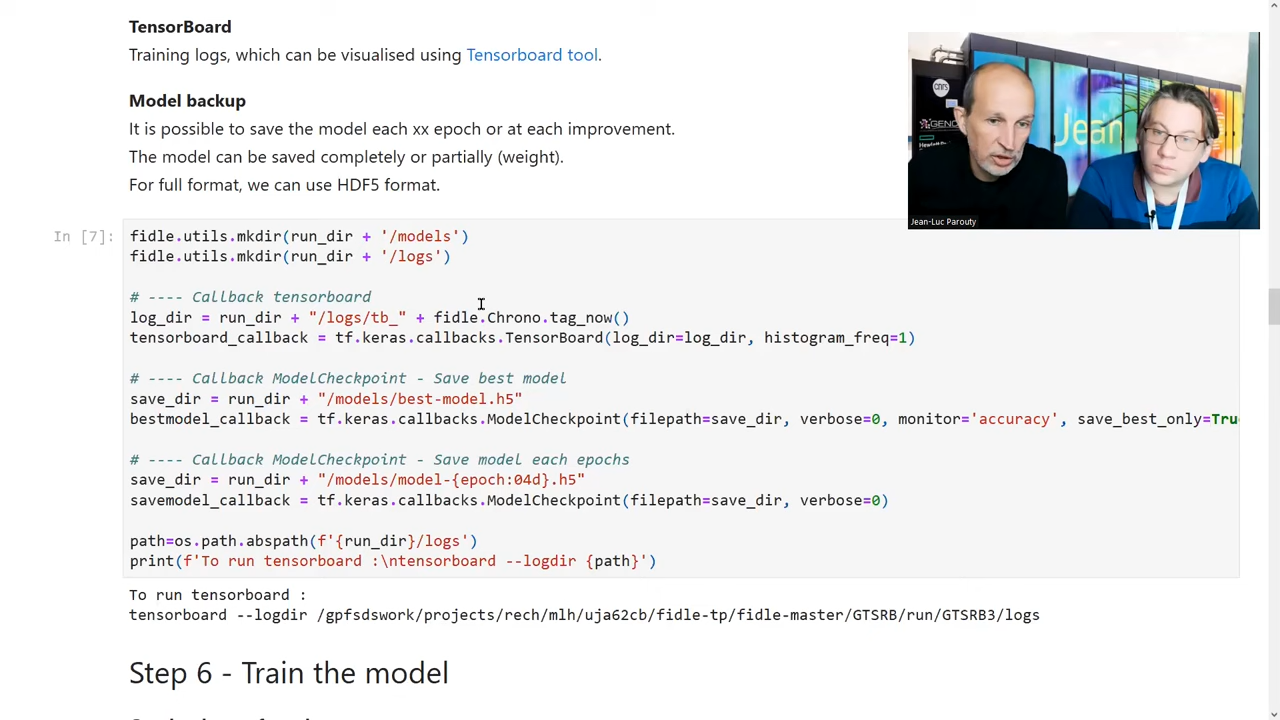 TensorBoard
Training logs, which can be visualised using Tensorboard tool.
Model backup
It is possible to save the model each xx epoch or at each improvement.
The model can be saved completely or partially (weight).
For full format, we can use HDF5 format.
In [7]:
fidle.utils.mkdir(run_dir + '/models')
fidle.utils.mkdir(run_dir + '/logs')
# ---- Callback tensorboard
log_dir = run_dir + "/logs/tb_" + fidle.Chrono.tag_now()
tensorboard_callback = tf.keras.callbacks.TensorBoard(log_dir=log_dir, histogram_freq=1)
# ---- Callback ModelCheckpoint - Save best model
save_dir = run_dir + "/models/best-model.h5"
bestmodel_callback = tf.keras.callbacks.ModelCheckpoint(filepath=save_dir, verbose=0, monitor='accuracy', save_best_only=Tru
# ---- Callback ModelCheckpoint - Save model each epochs
save_dir = run_dir + "/models/model-{epoch:04d}.h5"
savemodel_callback = tf.keras.callbacks.ModelCheckpoint(filepath=save_dir, verbose=0)
path=os.path.abspath(f'{run_dir}/logs')
print(f'To run tensorboard :\ntensorboard --logdir {path}')
To run tensorboard :
tensorboard --logdir /gpfsdswork/projects/rech/mlh/uja62cb/fidle-tp/fidle-master/GTSRB/run/GTSRB3/logs
Step 6 - Train the model
cnrs
GENC
Jean
Jean-Luc Parouty